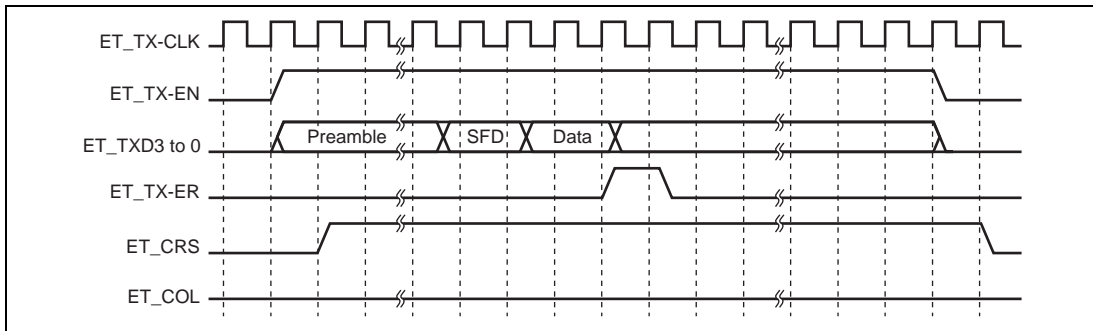 ET_TX-CLK
ET_TX-EN
ET_TXD3 to 0
Preamble
SFD
Data
ET_TX-ER
ET_CRS
ET_COL